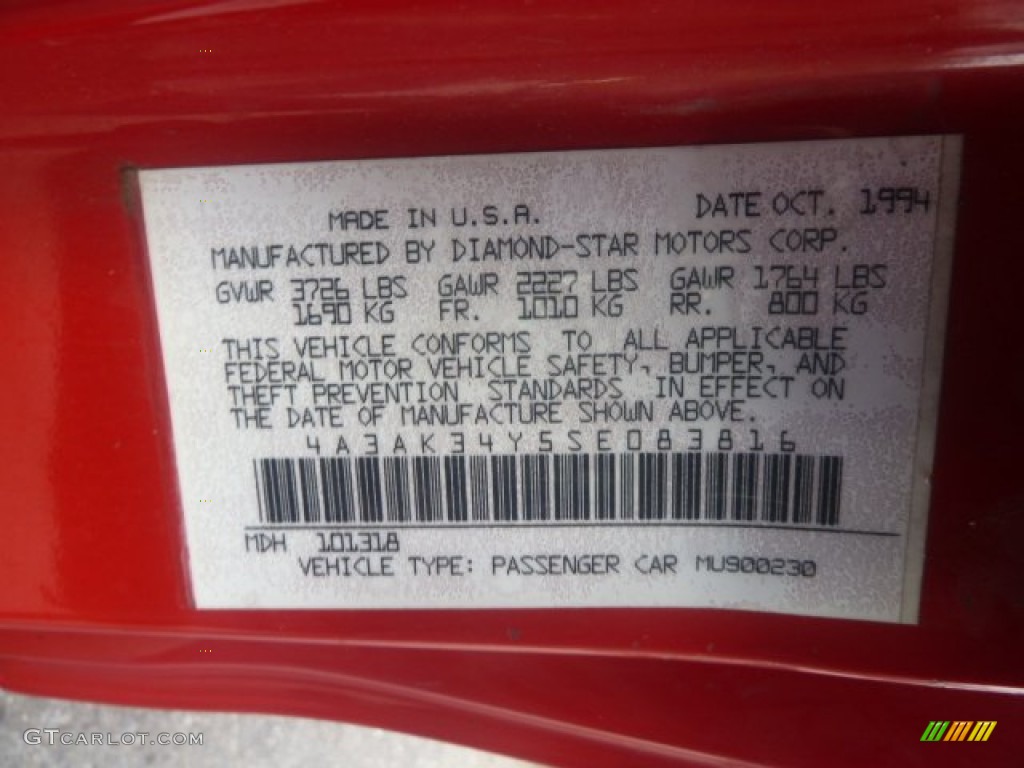 MADE IN U.S.A. DATE OCT. 1994
MANUFACTURED BY DIAMOND-STAR MOTORS CORP.
GVWR 3726 LBS GAWR 2227 LBS GAWR 1764 LBS
1690 KG FR. 1010 KG RR. 800 KG
THIS VEHICLE CONFORMS TO ALL APPLICABLE
FEDERAL MOTOR VEHICLE SAFETY, BUMPER, AND
THEFT PREVENTION STANDARDS IN EFFECT ON
THE DATE OF MANUFACTURE SHOWN ABOVE.
4A3AK34Y5SE083816
MDH 101318
VEHICLE TYPE: PASSENGER CAR MU900230
GTCARLOT.COM